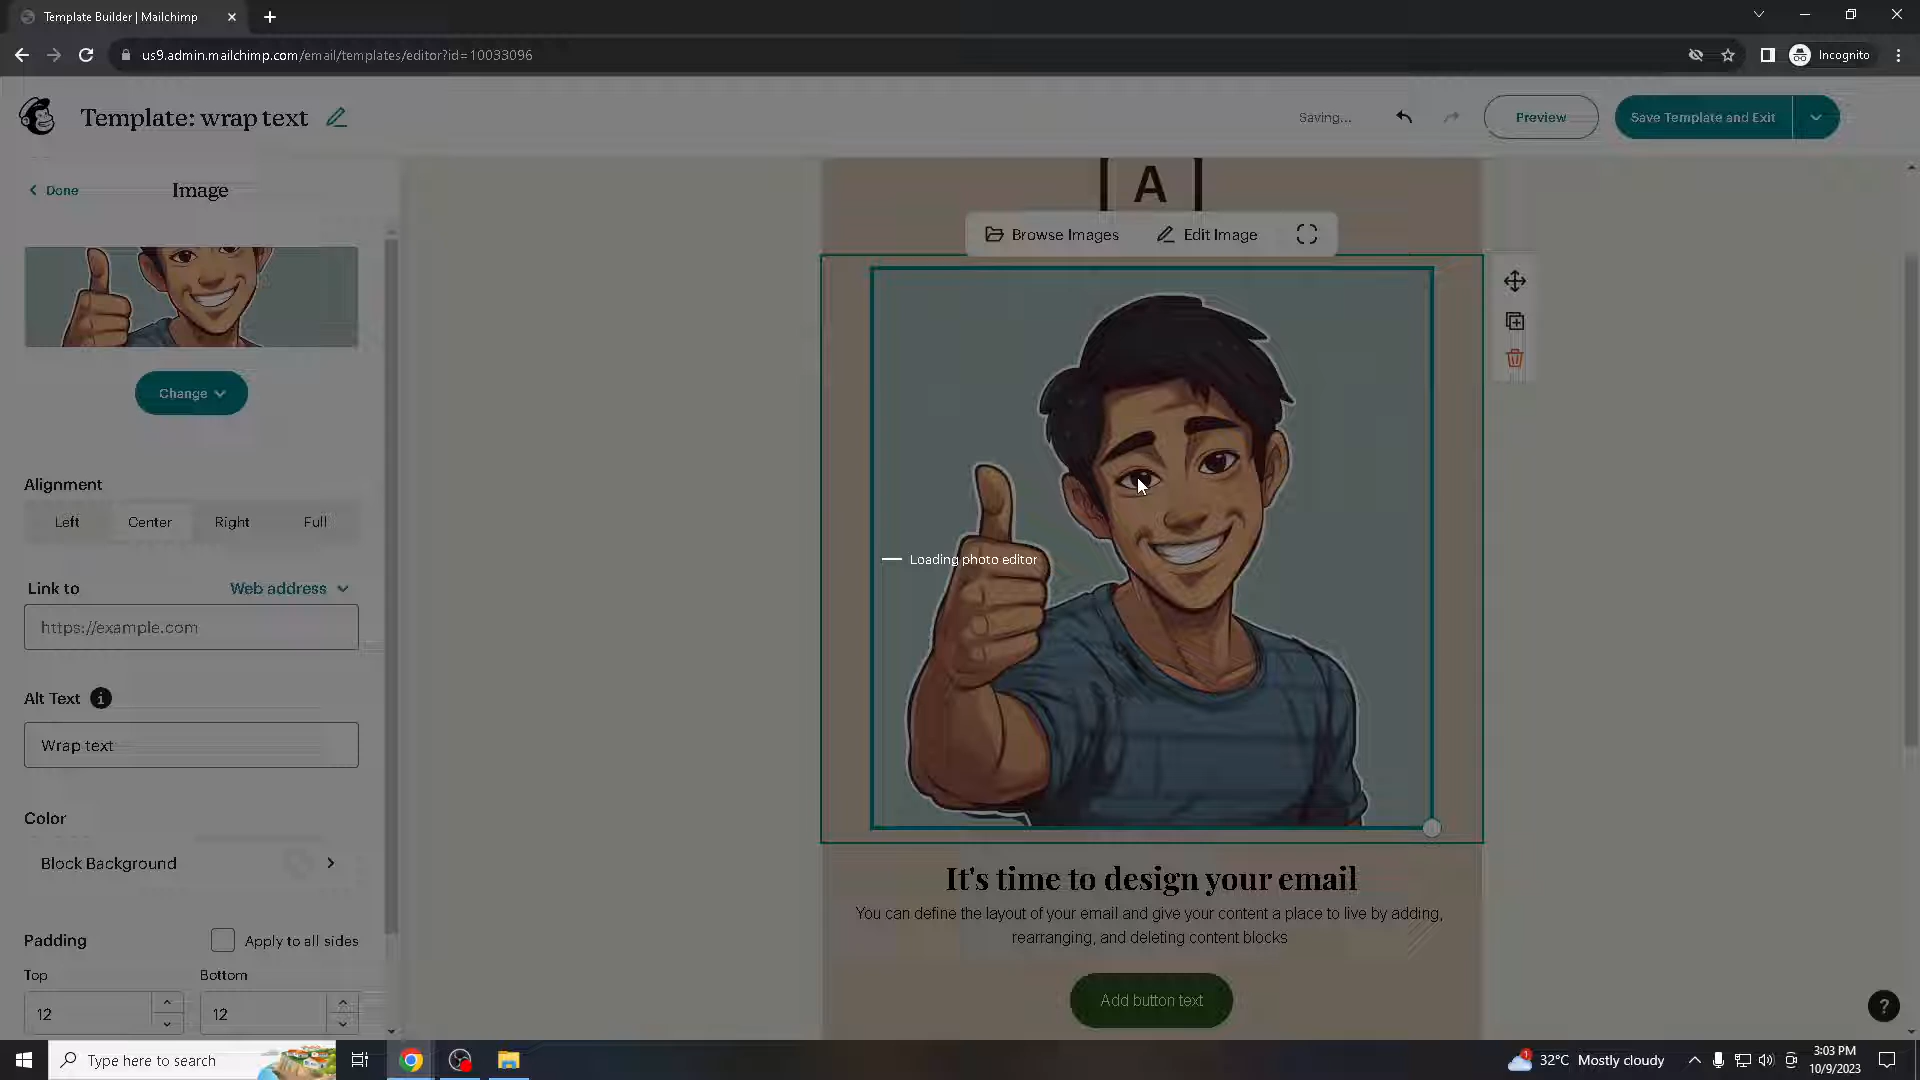 Template Builder | Mailchimp
us9.admin.mailchimp.com/email/templates/editor?id=10033096
Incognito
Template: wrap text
Saving...
Preview
Save Template and Exit
Done
Image
A
Browse Images
Edit Image
Change
Alignment
Left
Center
Right
Full
Loading photo editor
Link to
Web address
https://example.com
Alt Text
Wrap text
Color
Block Background
It's time to design your email
You can define the layout of your email and give your content a place to live by adding,
rearranging, and deleting content blocks
Padding
Apply to all sides
Top
Bottom
12
12
Add button text
?
Type here to search
1
32°C Mostly cloudy
3:03 PM
10/9/2023